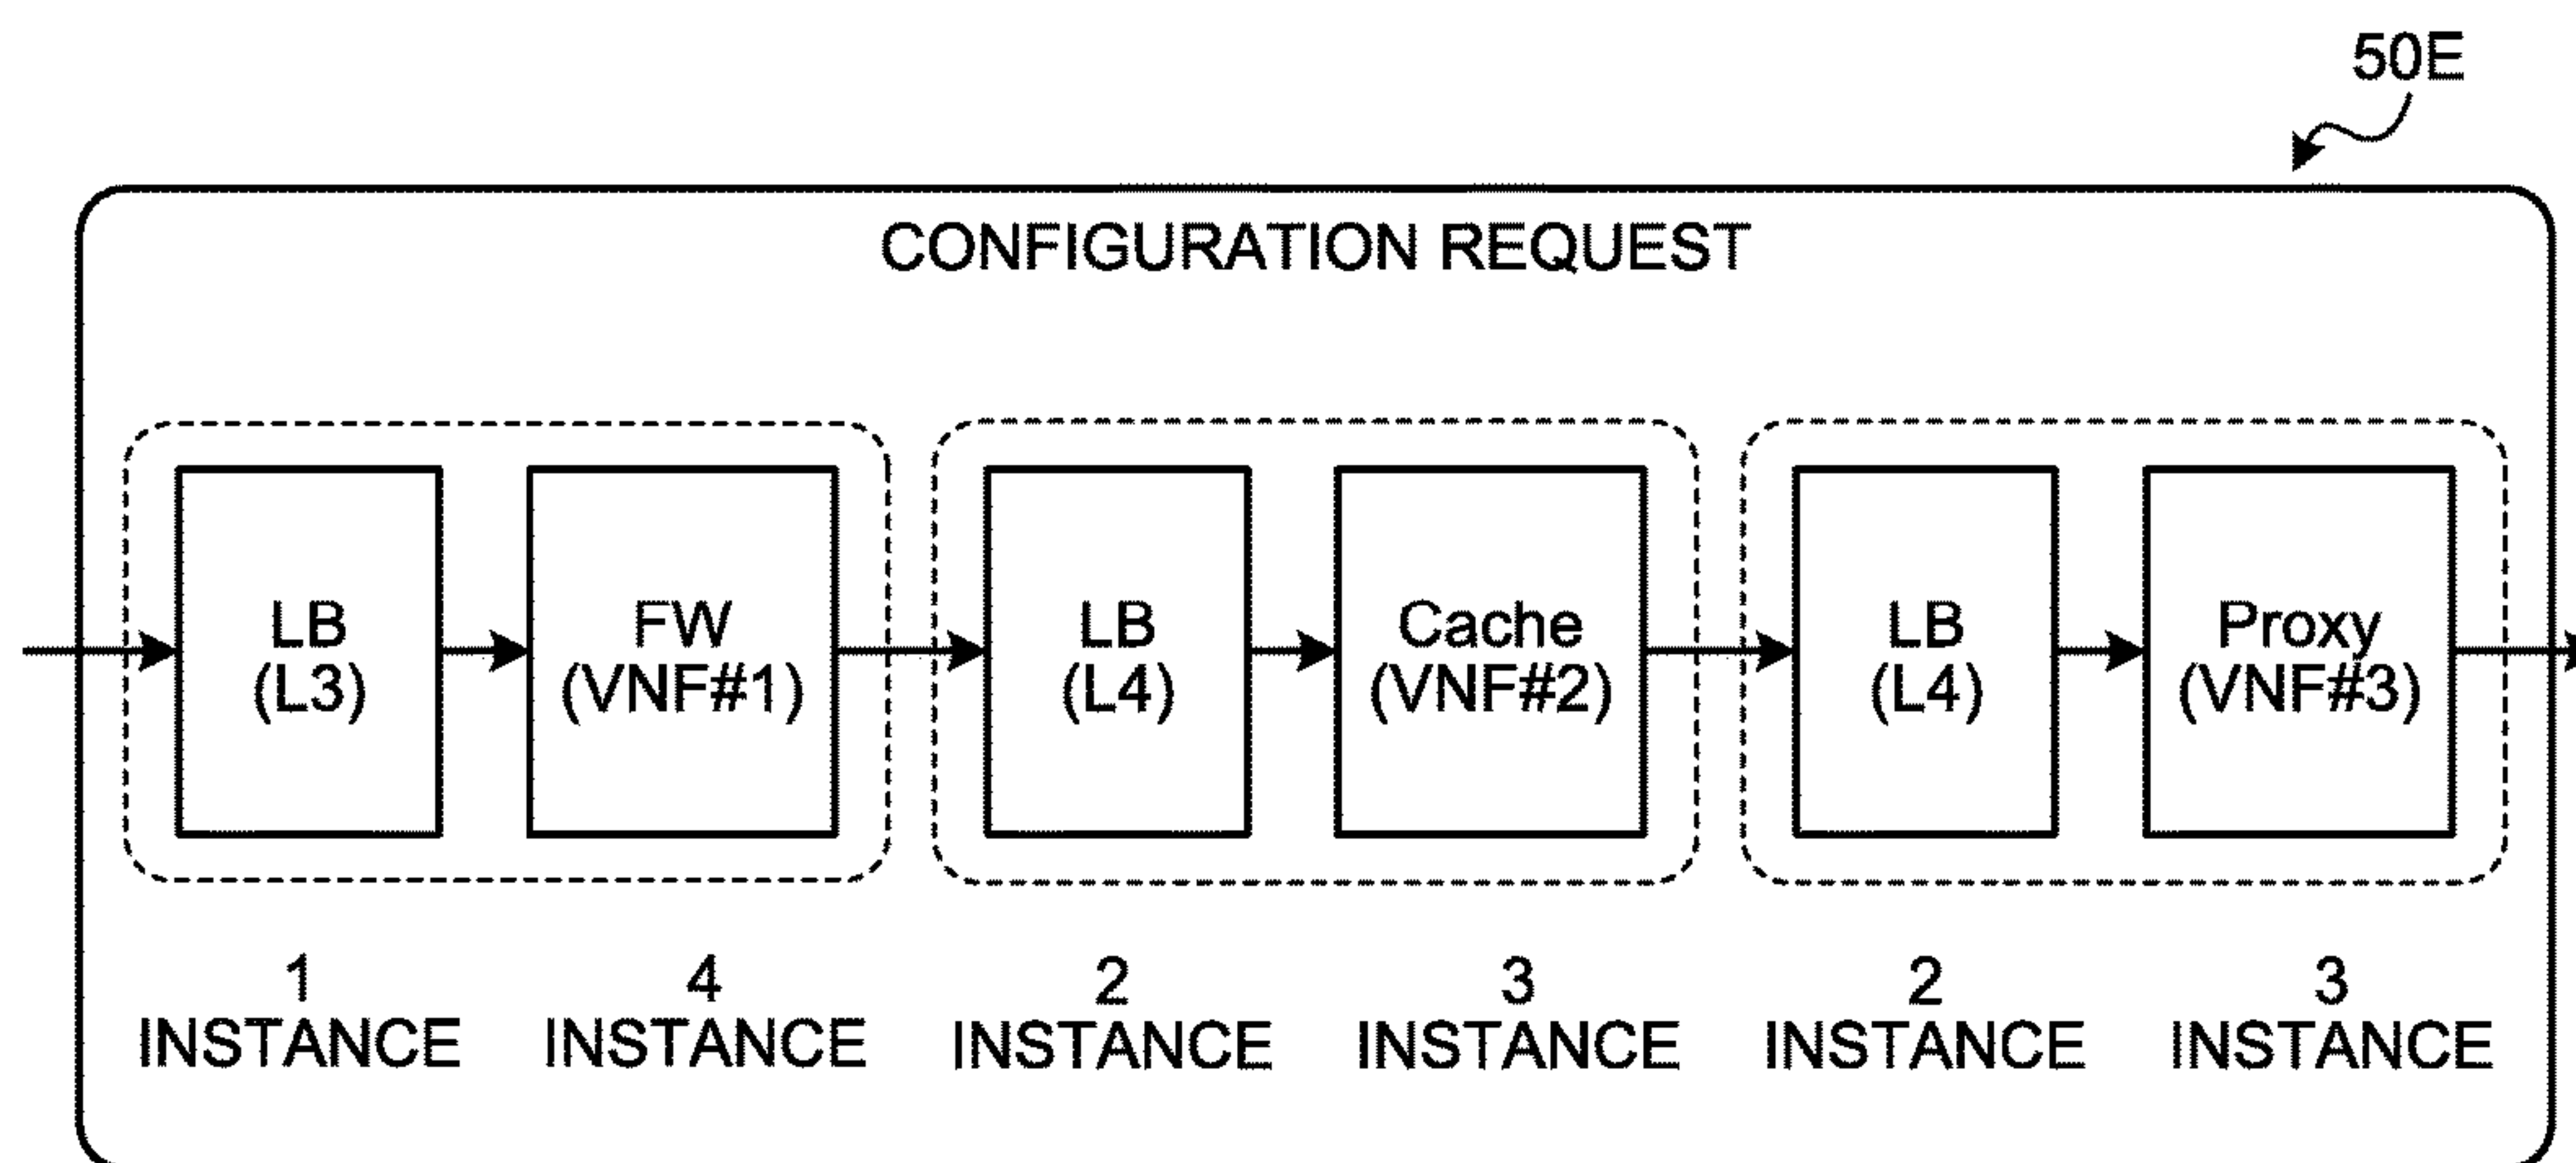 50E
CONFIGURATION REQUEST
LB
(L3)
FW
(VNF#1)
LB
(L4)
Cache
(VNF#2)
LB
(L4)
Proxy
(VNF#3)
1
INSTANCE
4
INSTANCE
2
INSTANCE
3
INSTANCE
2
INSTANCE
3
INSTANCE